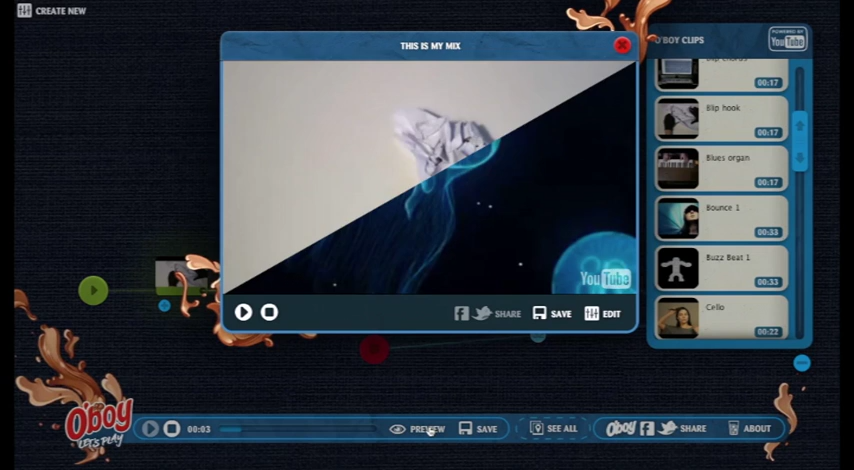 CREATE NEW
THIS IS MY MIX
O'BOY CLIPS
POWERED BY
YouTube
Blip chorus
00:17
Blip hook
00:17
Blues organ
00:17
Bounce 1
00:33
Buzz Beat 1
00:33
Cello
00:22
YouTube
SHARE
SAVE
EDIT
O'boy
LET'S PLAY
00:03
PREVIEW
SAVE
SEE ALL
O'boy
SHARE
ABOUT